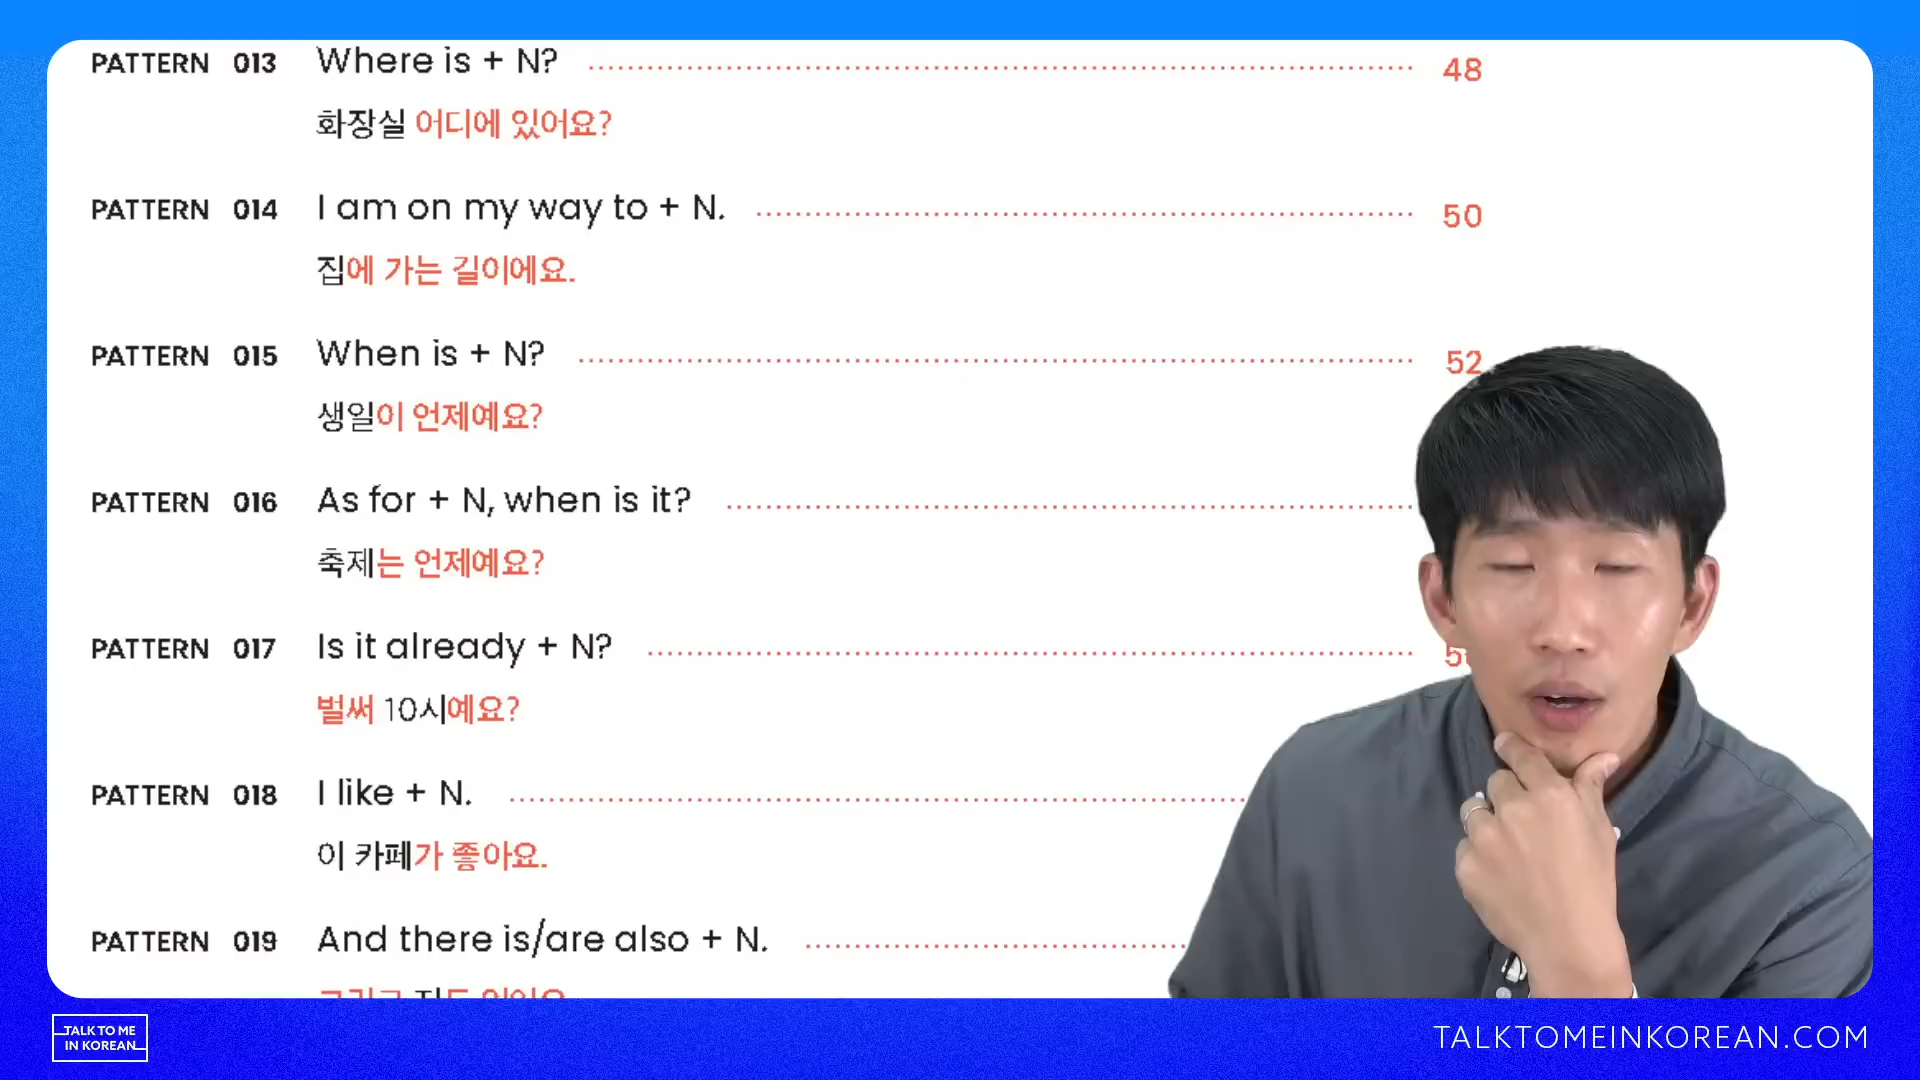 PATTERN 013 Where is + N? 48
화장실 어디에 있어요?
PATTERN 014 I am on my way to + N. 50
집에 가는 길이에요.
PATTERN 015 When is + N? 52
생일이 언제예요?
PATTERN 016 As for + N, when is it?
축제는 언제예요?
PATTERN 017 Is it already + N?
벌써 10시예요?
PATTERN 018 I like + N.
이 카페가 좋아요.
PATTERN 019 And there is/are also + N.
TALK TO ME
IN KOREAN
TALKTOMEINKOREAN.COM